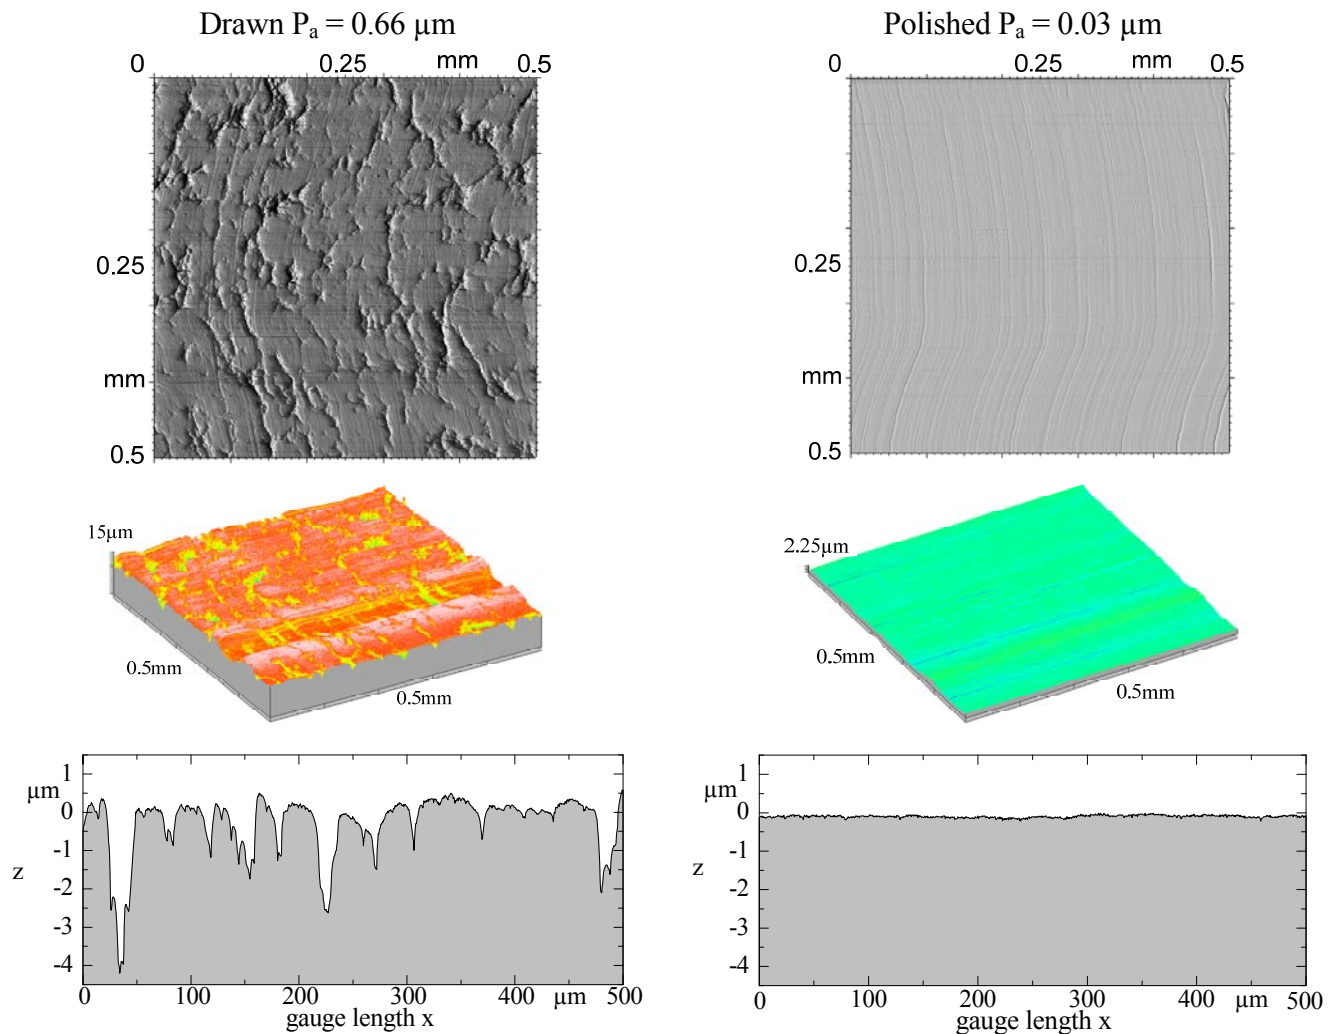 Drawn Pa = 0.66 µm
0 0.25 mm 0.5
0.25
mm
0.5
15µm
0.5mm
0.5mm
1
µm
0
-1
z
-2
-3
-4
0 100 200 300 400 µm 500
gauge length x
Polished Pa = 0.03 µm
0 0.25 mm 0.5
0.25
mm
0.5
2.25µm
0.5mm
0.5mm
1
µm
0
-1
z
-2
-3
-4
0 100 200 300 400 µm 500
gauge length x